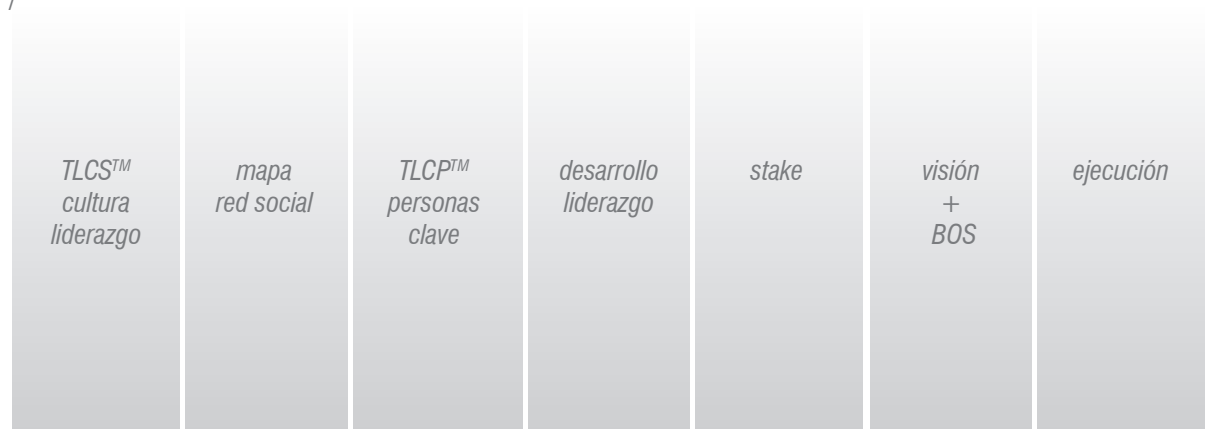 TLCS™
cultura
liderazgo
mapa
red social
TLCP™
personas
clave
desarrollo
liderazgo
stake
visión
+
BOS
ejecución